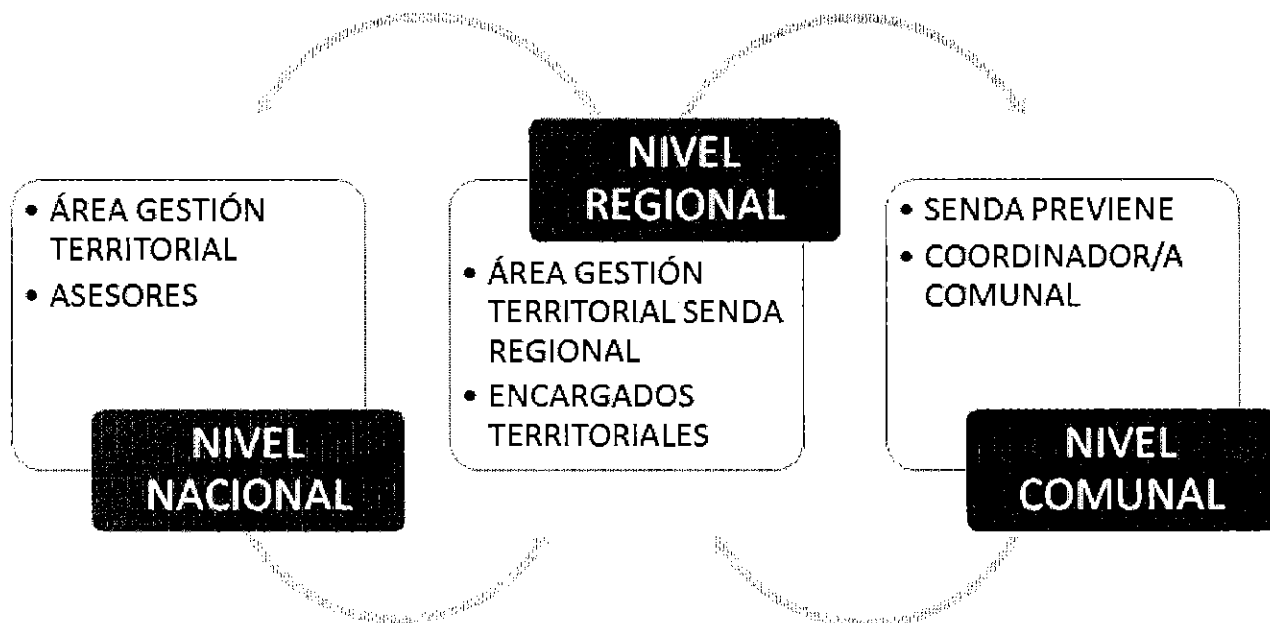 • ÁREA GESTIÓN
TERRITORIAL
• ASESORES
NIVEL
NACIONAL
NIVEL
REGIONAL
• ÁREA GESTIÓN
TERRITORIAL SENDA
REGIONAL
• ENCARGADOS
TERRITORIALES
• SENDA PREVIENE
• COORDINADOR/A
COMUNAL
NIVEL
COMUNAL